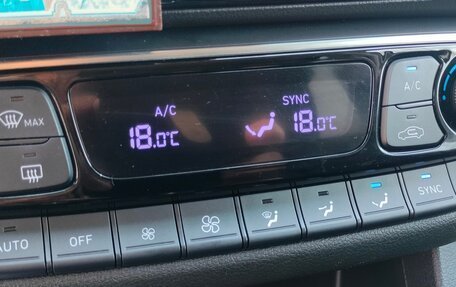 A/C SYNC
18.0°C 18.0°C
A/C
MAX
AUTO OFF SYNC